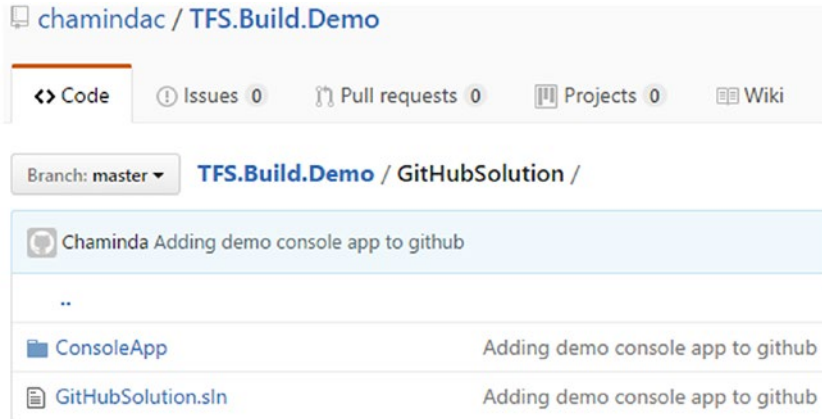 chamindac / TFS.Build.Demo
<> Code Issues 0 Pull requests 0 Projects 0 Wiki
Branch: master TFS.Build.Demo / GitHubSolution /
Chaminda Adding demo console app to github
..
ConsoleApp Adding demo console app to github
GitHubSolution.sln Adding demo console app to github